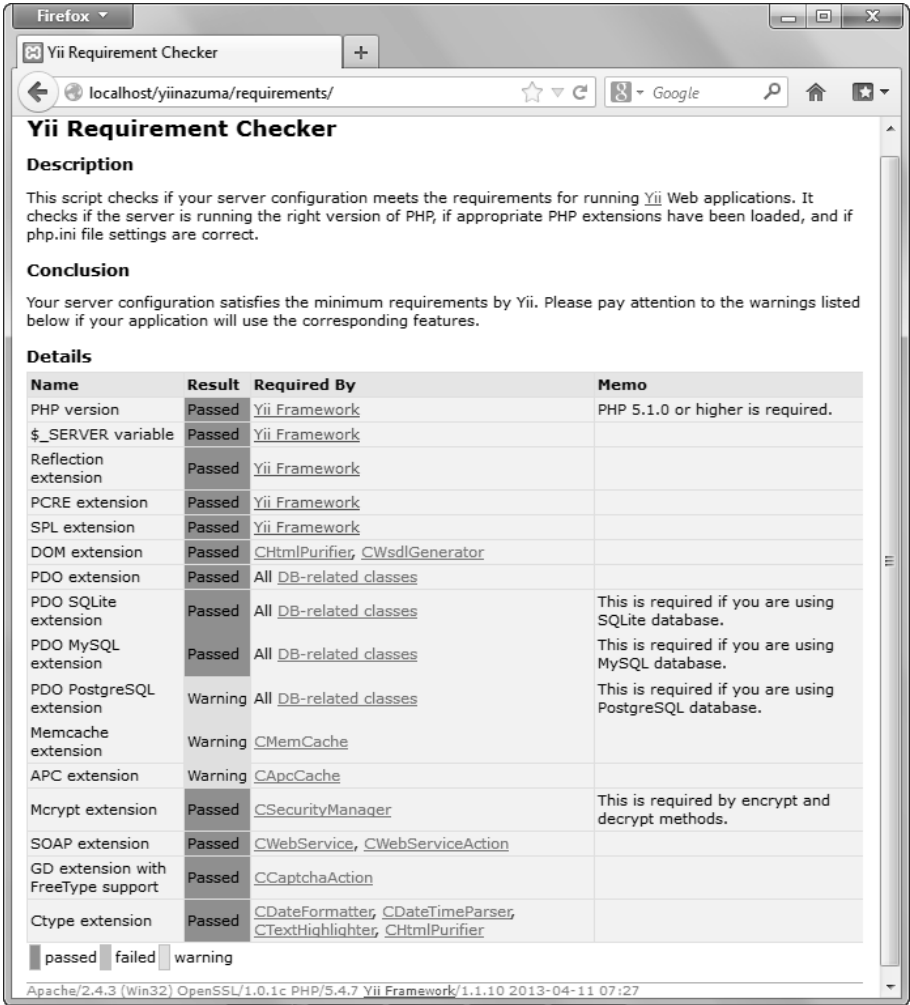 Firefox
Yii Requirement Checker
localhost/yiinazuma/requirements/
Google
Yii Requirement Checker
Description
This script checks if your server configuration meets the requirements for running Yii Web applications. It
checks if the server is running the right version of PHP, if appropriate PHP extensions have been loaded, and if
php.ini file settings are correct.
Conclusion
Your server configuration satisfies the minimum requirements by Yii. Please pay attention to the warnings listed
below if your application will use the corresponding features.
Details
Name Result Required By Memo
PHP version Passed Yii Framework PHP 5.1.0 or higher is required.
$_SERVER variable Passed Yii Framework
Reflection
extension Passed Yii Framework
PCRE extension Passed Yii Framework
SPL extension Passed Yii Framework
DOM extension Passed CHtmlPurifier, CWsdlGenerator
PDO extension Passed All DB-related classes
PDO SQLite
extension Passed All DB-related classes This is required if you are using
SQLite database.
PDO MySQL
extension Passed All DB-related classes This is required if you are using
MySQL database.
PDO PostgreSQL
extension Warning All DB-related classes This is required if you are using
PostgreSQL database.
Memcache
extension Warning CMemCache
APC extension Warning CApcCache
Mcrypt extension Passed CSecurityManager This is required by encrypt and
decrypt methods.
SOAP extension Passed CWebService, CWebServiceAction
GD extension with
FreeType support Passed CCaptchaAction
Ctype extension Passed CDateFormatter, CDateTimeParser,
CTextHighlighter, CHtmlPurifier
passed failed warning
Apache/2.4.3 (Win32) OpenSSL/1.0.1c PHP/5.4.7 Yii Framework/1.1.10 2013-04-11 07:27